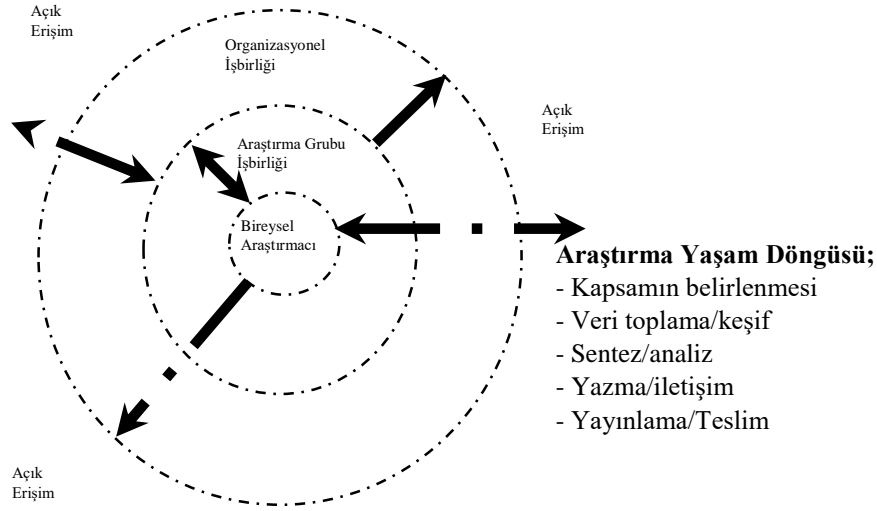 Açık
Erişim
Organizasyonel
İşbirliği
Açık
Erişim
Araştırma Grubu
İşbirliği
Bireysel
Araştırmacı
Araştırma Yaşam Döngüsü;
- Kapsamın belirlenmesi
- Veri toplama/keşif
- Sentez/analiz
- Yazma/iletişim
- Yayınlama/Teslim
Açık
Erişim